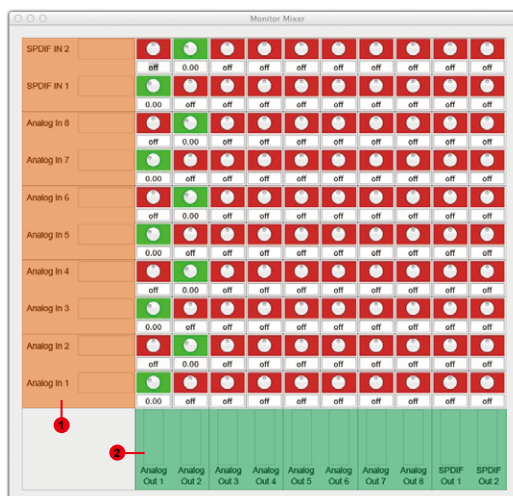 Monitor Mixer
SPDIF IN 2
off 0.00 off off off off off off off off
SPDIF IN 1
0.00 off off off off off off off off off
Analog In 8
off 0.00 off off off off off off off off
Analog In 7
0.00 off off off off off off off off off
Analog In 6
off 0.00 off off off off off off off off
Analog In 5
0.00 off off off off off off off off off
Analog In 4
off 0.00 off off off off off off off off
Analog In 3
0.00 off off off off off off off off off
Analog In 2
off 0.00 off off off off off off off off
Analog In 1
0.00 off off off off off off off off off
1
2
Analog Analog Analog Analog Analog Analog Analog Analog SPDIF SPDIF
Out 1 Out 2 Out 3 Out 4 Out 5 Out 6 Out 7 Out 8 Out 1 Out 2